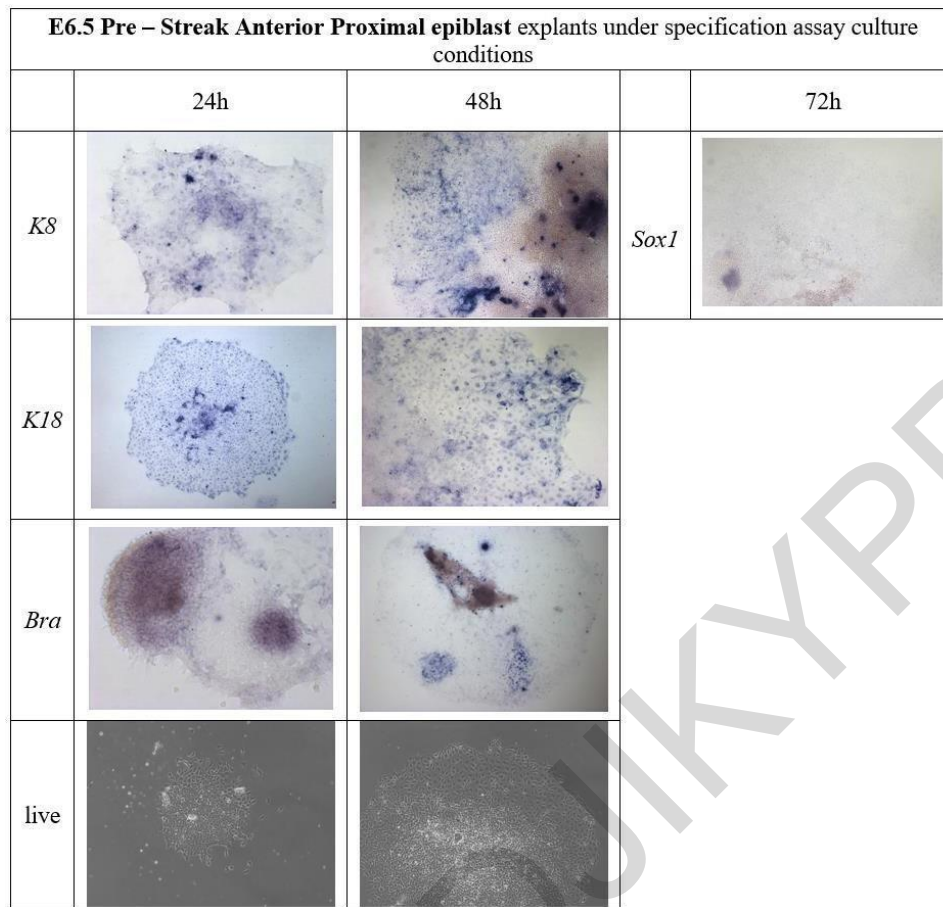 E6.5 Pre – Streak Anterior Proximal epiblast explants under specification assay culture
conditions
24h 48h 72h
K8 Sox1
K18
Bra
live
JKYPR